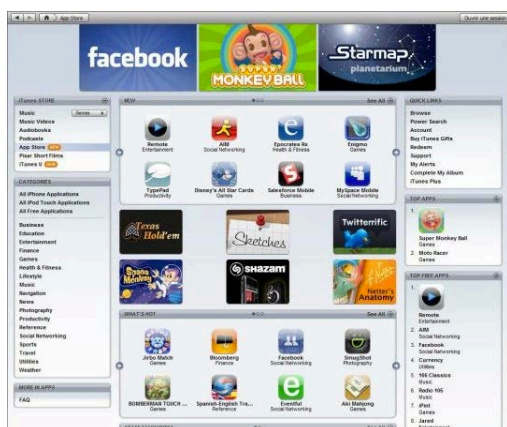 App Store
Ouvrir une session
facebook
SUPER
MONKEY BALL
Starmap
planetarium
iTunes STORE
Music
Genres
Music Videos
Audiobooks
Podcasts
App Store NEW
Pixar Short Films
iTunes U NEW
CATEGORIES
All iPhone Applications
All iPod Touch Applications
All Free Applications
Business
Education
Entertainment
Finance
Games
Health & Fitness
Lifestyle
Music
Navigation
News
Photography
Productivity
Reference
Social Networking
Sports
Travel
Utilities
Weather
MORE IN APPS
FAQ
NEW
See All
Remote
Entertainment
AIM
Social Networking
Epocrates Rx
Health & Fitness
Enigmo
Games
TypePad
Productivity
Disney's All Star Cards
Games
Salesforce Mobile
Business
MySpace Mobile
Social Networking
Texas
Hold'em
Sketches
Twitterrific
Space
Monkey
SHAZAM
Netter's
Anatomy
WHAT'S HOT
See All
Jirbo Match
Games
Bloomberg
Finance
Facebook
Social Networking
SmugShot
Photography
BOMBERMAN TOUCH ...
Games
Spanish-English Tra...
Reference
Eventful
Social Networking
Aki Mahjong
Games
QUICK LINKS
Browse
Power Search
Account
Buy iTunes Gifts
Redeem
Support
My Alerts
Complete My Album
iTunes Plus
TOP APPS
1.
Super Monkey Ball
Games
2. Moto Racer
Games
TOP FREE APPS
1.
Remote
Entertainment
2. AIM
Social Networking
3. Facebook
Social Networking
4. Currency
Utilities
5. 105 Classics
Music
6. Radio 105
Music
7. iPint
Games
8. Jared